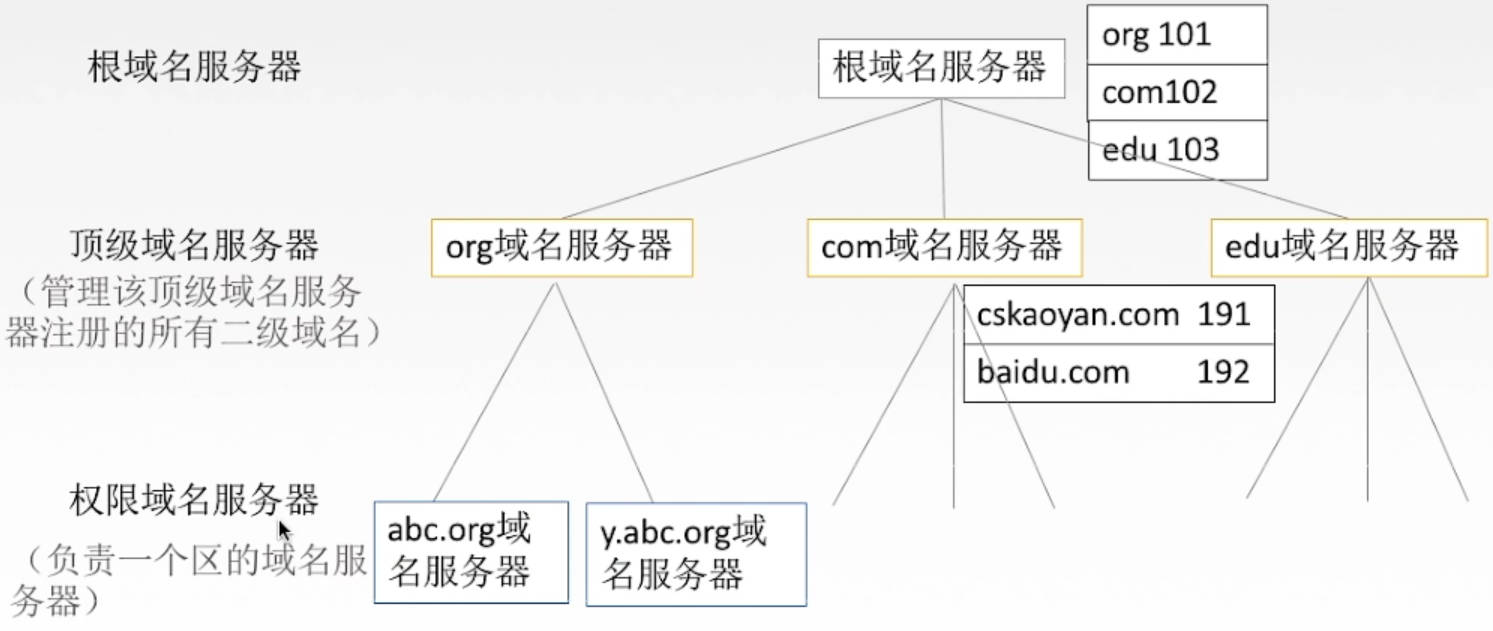 根域名服务器
根域名服务器
org 101
com102
edu 103
顶级域名服务器
（管理该顶级域名服务
器注册的所有二级域名）
org域名服务器
com域名服务器
edu域名服务器
cskaoyan.com 191
baidu.com 192
权限域名服务器
（负责一个区的域名服
务器）
abc.org域
名服务器
y.abc.org域
名服务器